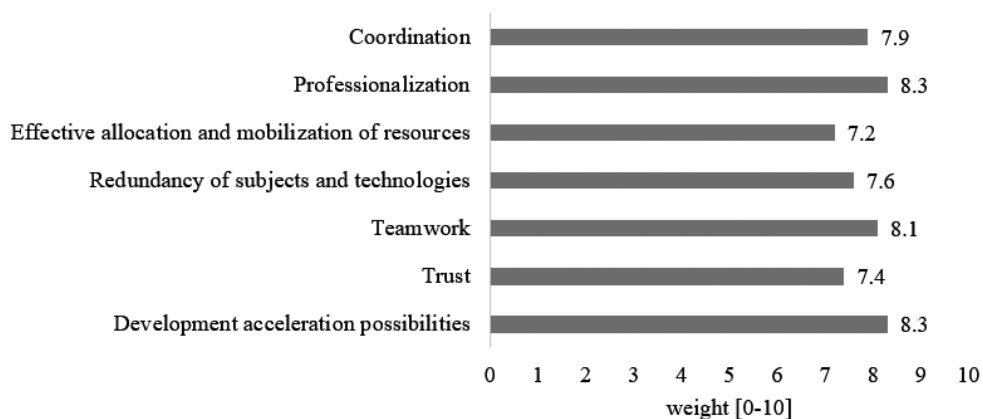 Coordination 7.9
Professionalization 8.3
Effective allocation and mobilization of resources 7.2
Redundancy of subjects and technologies 7.6
Teamwork 8.1
Trust 7.4
Development acceleration possibilities 8.3
0 1 2 3 4 5 6 7 8 9 10
weight [0-10]